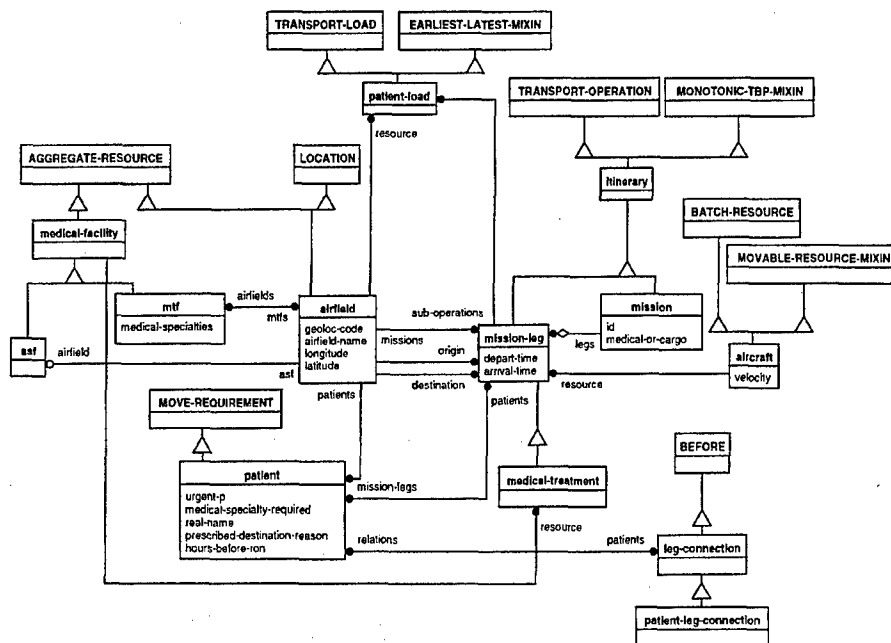 TRANSPORT-LOAD
EARLIEST-LATEST-MIXIN
patient-load
TRANSPORT-OPERATION
MONOTONIC-TBP-MIXIN
resource
AGGREGATE-RESOURCE
LOCATION
itinerary
BATCH-RESOURCE
medical-facility
MOVABLE-RESOURCE-MIXIN
mtf
medical-specialties
airfields
mtfs
airfield
geoloc-code
airfield-name
longitude
latitude
sub-operations
missions
origin
destination
mission-leg
depart-time
arrival-time
legs
mission
id
medical-or-cargo
asf
airfield
asf
aircraft
velocity
resource
patients
patients
MOVE-REQUIREMENT
BEFORE
patient
urgent-p
medical-specialty-required
real-name
prescribed-destination-reason
hours-before-ron
mission-legs
medical-treatment
resource
relations
patients
leg-connection
patient-leg-connection